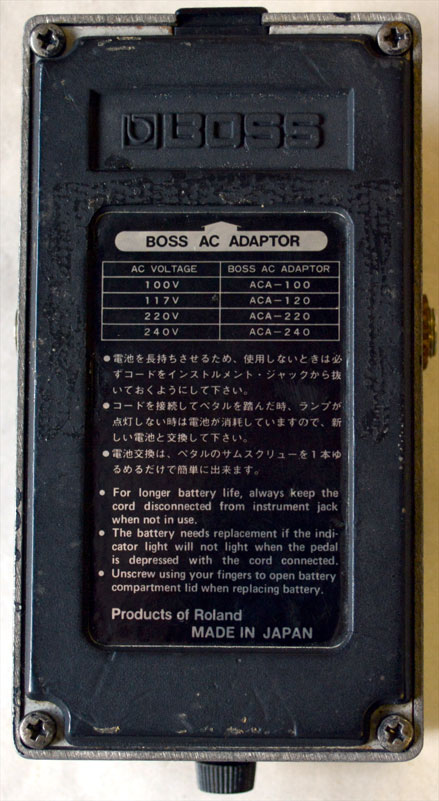 BOSS
BOSS AC ADAPTOR
AC VOLTAGE BOSS AC ADAPTOR
100V ACA-100
117V ACA-120
220V ACA-220
240V ACA-240
●電池を長持ちさせるため、使用しないときは必
ずコードをインストルメント・ジャックから抜
いておくようにして下さい。
●コードを接続してペタルを踏んだ時、ランプが
点灯しない時は電池が消耗していますので、新
しい電池と交換して下さい。
●電池交換は、ペタルのサムスクリューを1本ゆ
るめるだけで簡単に出来ます。
● For longer battery life, always keep the
cord disconnected from instrument jack
when not in use.
● The battery needs replacement if the indi-
cator light will not light when the pedal
is depressed with the cord connected.
● Unscrew using your fingers to open battery
compartment lid when replacing battery.
Products of Roland
MADE IN JAPAN